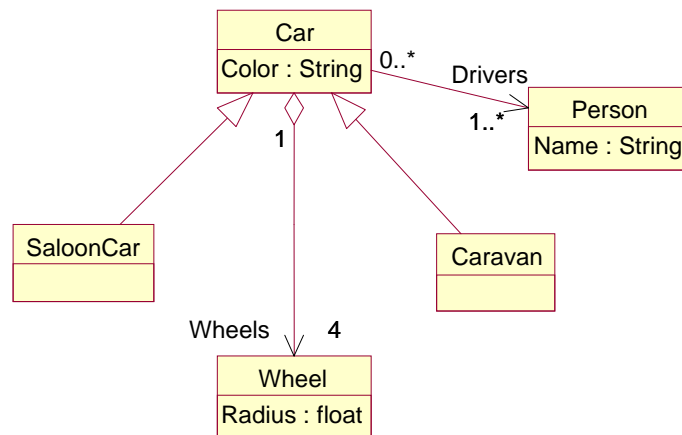 Car
Color : String
0..*
Drivers
1..*
Person
Name : String
1
SaloonCar
Caravan
Wheels
4
Wheel
Radius : float